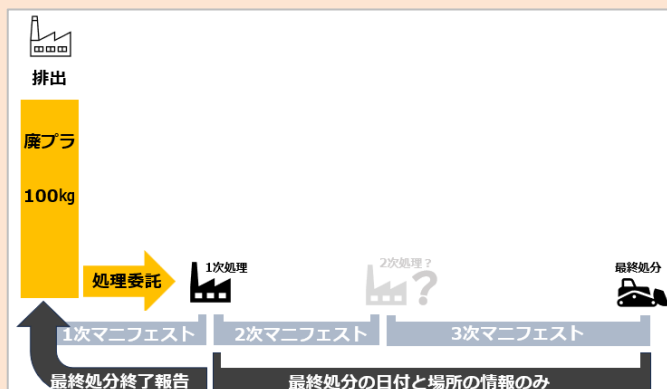 排出
廃プラ
100kg
処理委託
1次処理
2次処理？
?
最終処分
1次マニフェスト
2次マニフェスト
3次マニフェスト
最終処分終了報告
最終処分の日付と場所の情報のみ